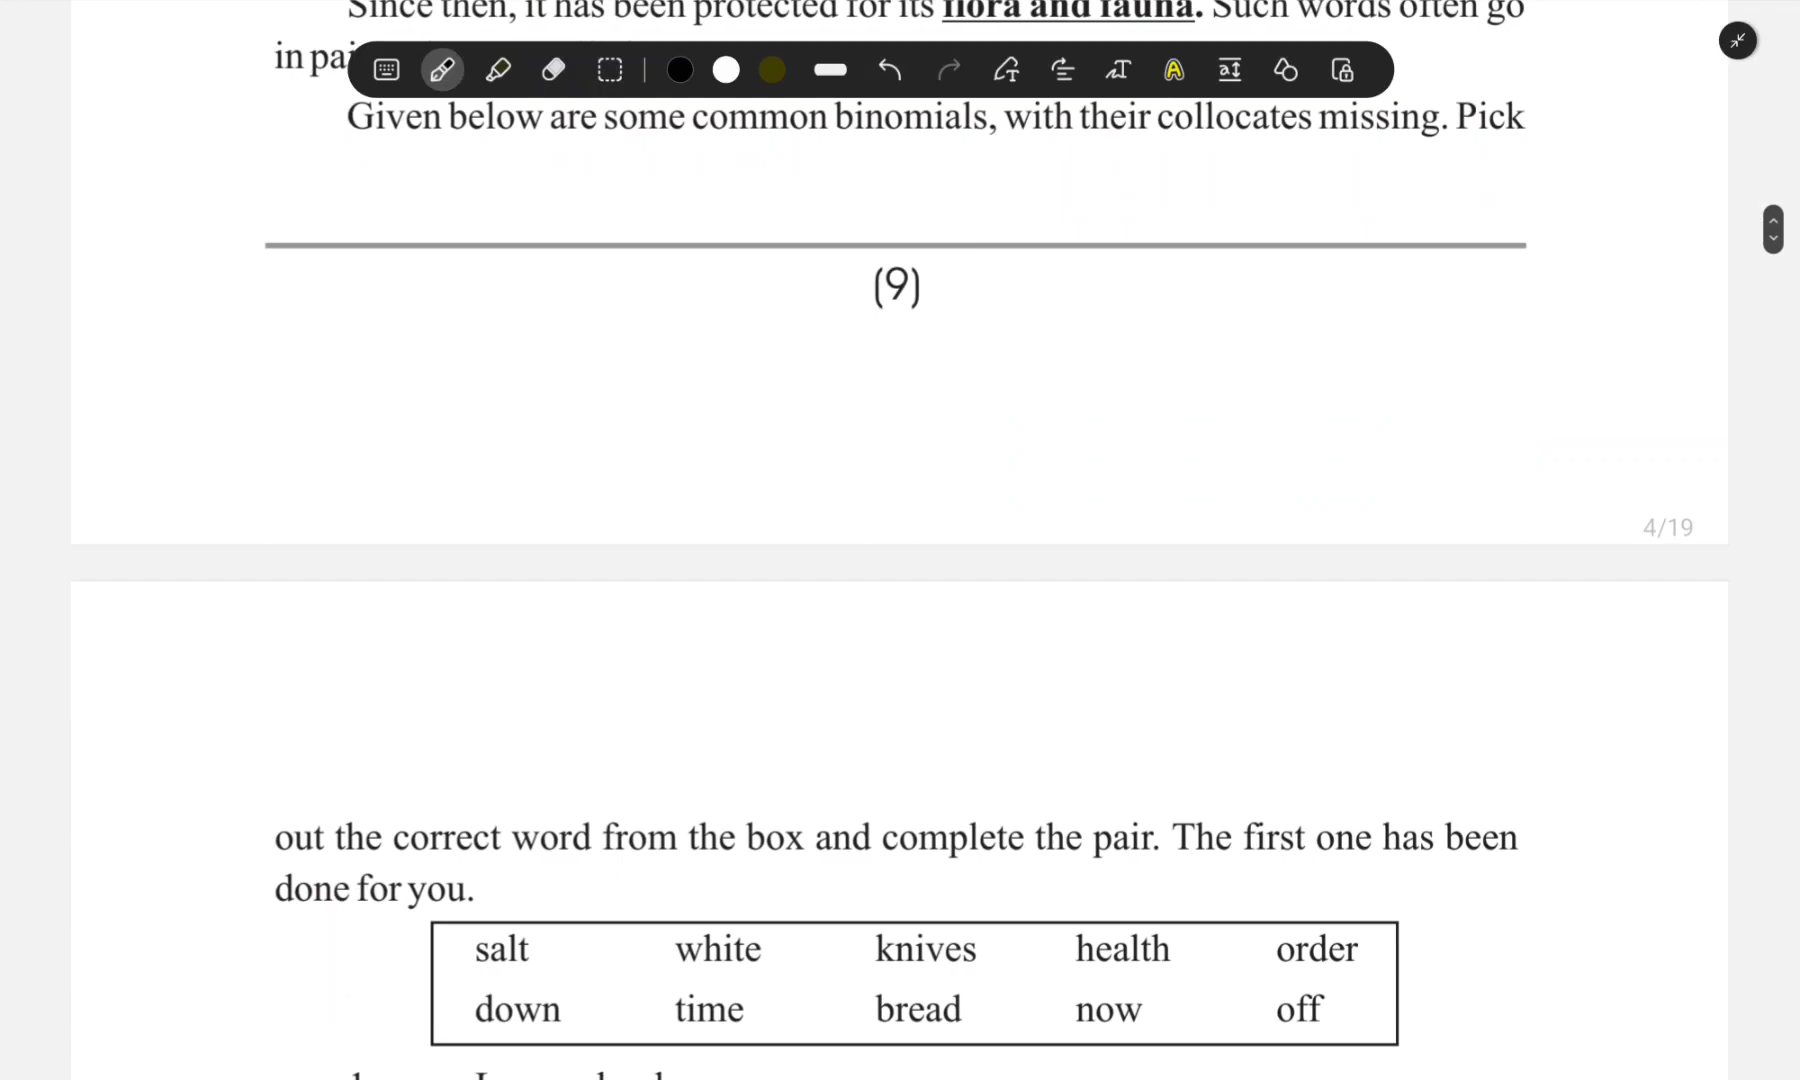 Since then, it has been protected for its flora and fauna. Such words often go
in pai
Given below are some common binomials, with their collocates missing. Pick
(9)
4/19
out the correct word from the box and complete the pair. The first one has been
done for you.
salt white knives health order
down time bread now off